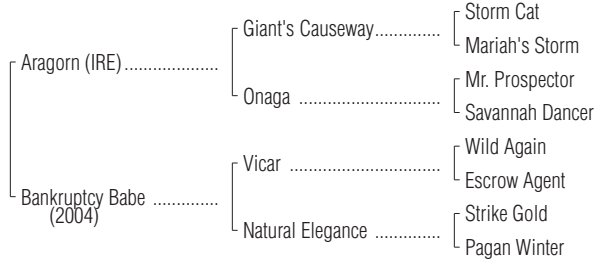 Storm Cat
Giant's Causeway..............
Mariah's Storm
Aragorn (IRE)....................
Mr. Prospector
Onaga ..............................
Savannah Dancer
Wild Again
Vicar ................................
Escrow Agent
Bankruptcy Babe ..............
(2004)
Strike Gold
Natural Elegance ..............
Pagan Winter